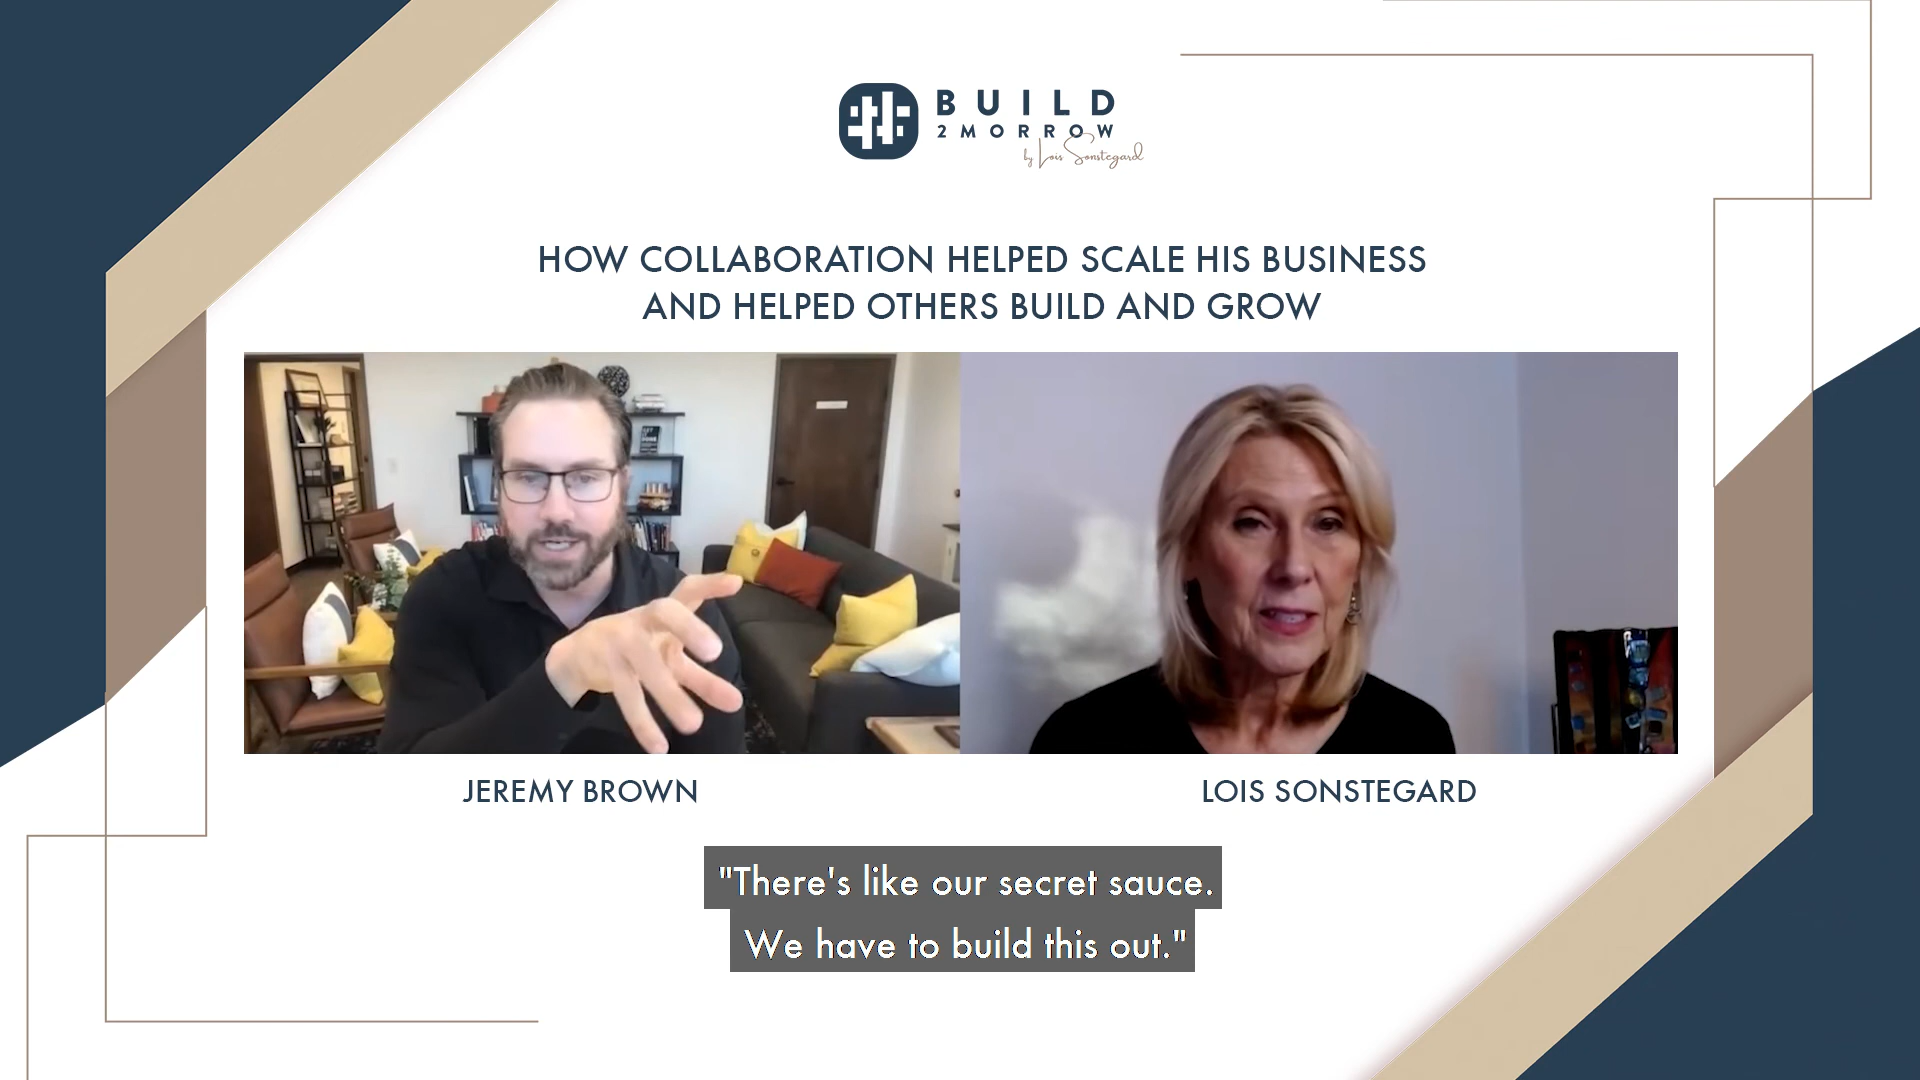 BUILD
2MORROW
by Lois Sonstegard
HOW COLLABORATION HELPED SCALE HIS BUSINESS
AND HELPED OTHERS BUILD AND GROW
JEREMY BROWN
LOIS SONSTEGARD
"There's like our secret sauce.
We have to build this out."